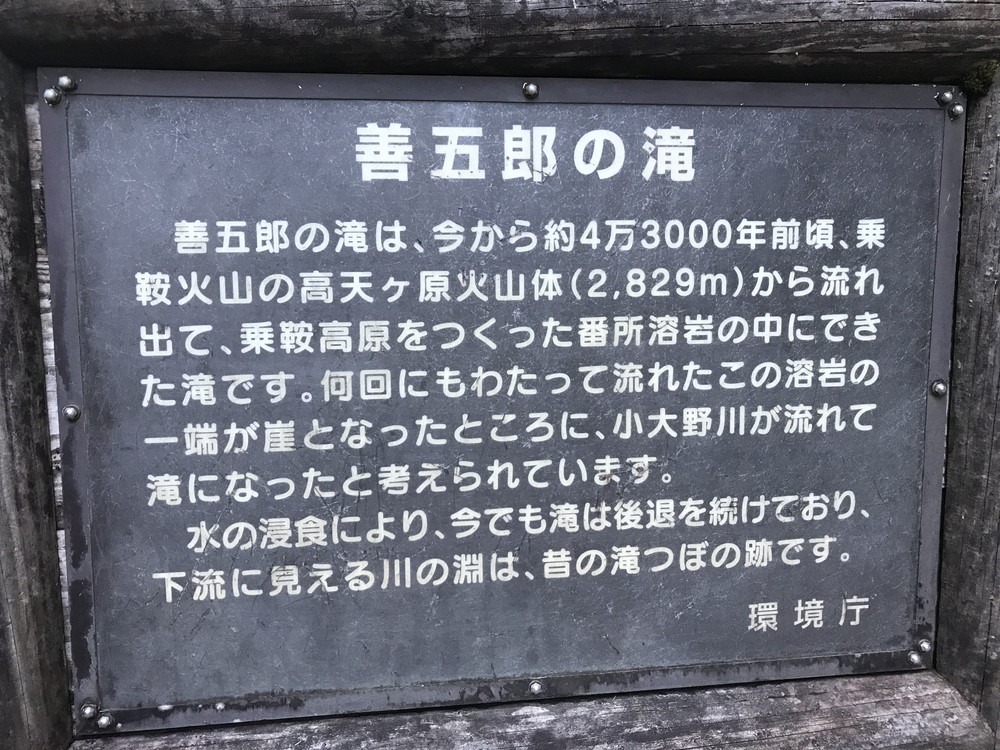 善五郎の滝
善五郎の滝は、今から約4万3000年前頃、乗
鞍火山の高天ヶ原火山体(2,829m)から流れ
出て、乗鞍高原をつくった番所溶岩の中にでき
た滝です。何回にもわたって流れたこの溶岩の
一端が崖となったところに、小大野川が流れて
滝になったと考えられています。
水の浸食により、今でも滝は後退を続けており、
下流に見える川の淵は、昔の滝つぼの跡です。
環境庁